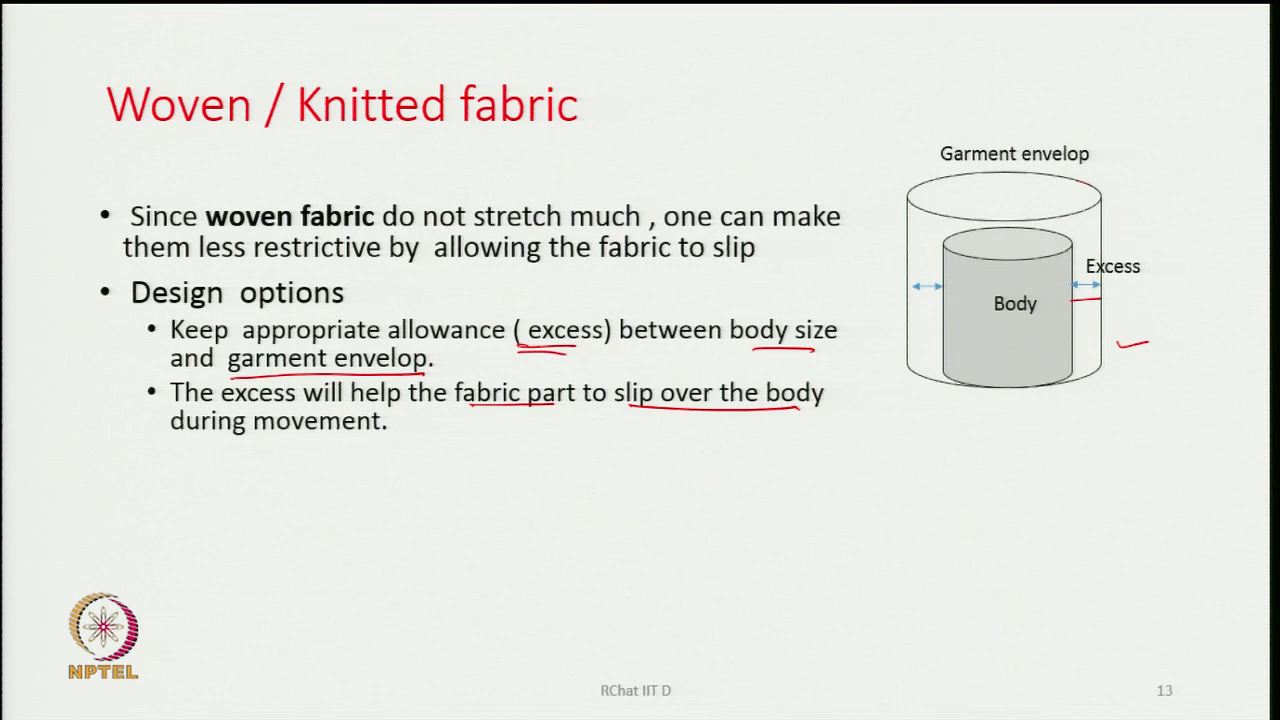 Woven / Knitted fabric
Garment envelop
• Since woven fabric do not stretch much , one can make
them less restrictive by allowing the fabric to slip
• Design options
• Keep appropriate allowance ( excess) between body size
and garment envelop.
• The excess will help the fabric part to slip over the body
during movement.
Excess
Body
NPTEL
RChat IIT D
13